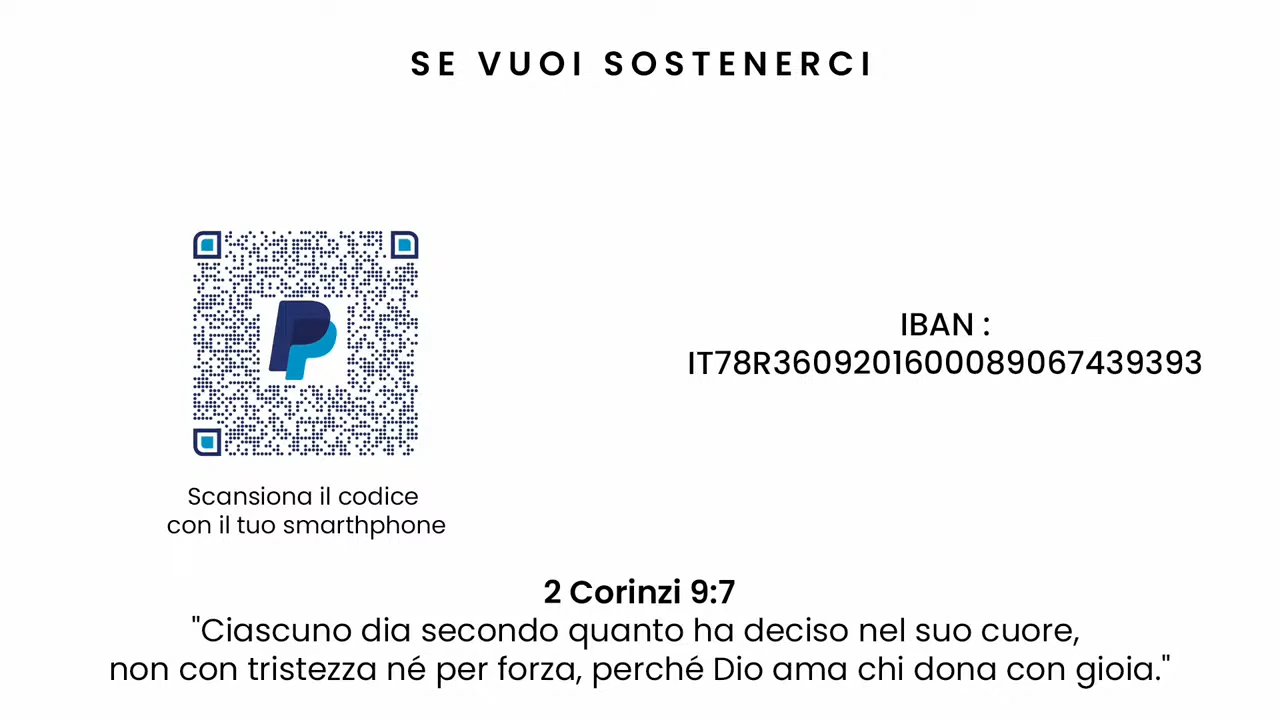 SE VUOI SOSTENERCI
IBAN :
IT78R3609201600089067439393
Scansiona il codice
con il tuo smarthphone
2 Corinzi 9:7
"Ciascuno dia secondo quanto ha deciso nel suo cuore,
non con tristezza né per forza, perché Dio ama chi dona con gioia."